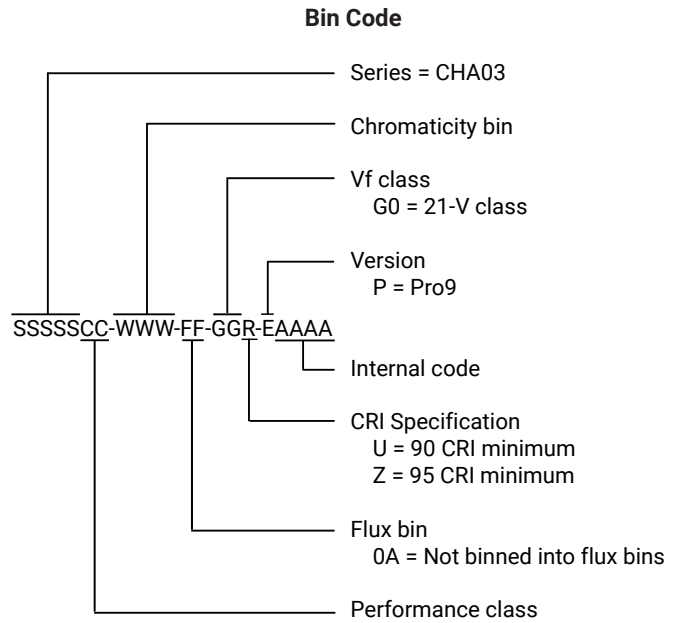 Bin Code
Series = CHA03
Chromaticity bin
Vf class
G0 = 21-V class
Version
P = Pro9
SSSSSCC-WWW-FF-GGR-EAAAA
Internal code
CRI Specification
U = 90 CRI minimum
Z = 95 CRI minimum
Flux bin
0A = Not binned into flux bins
Performance class